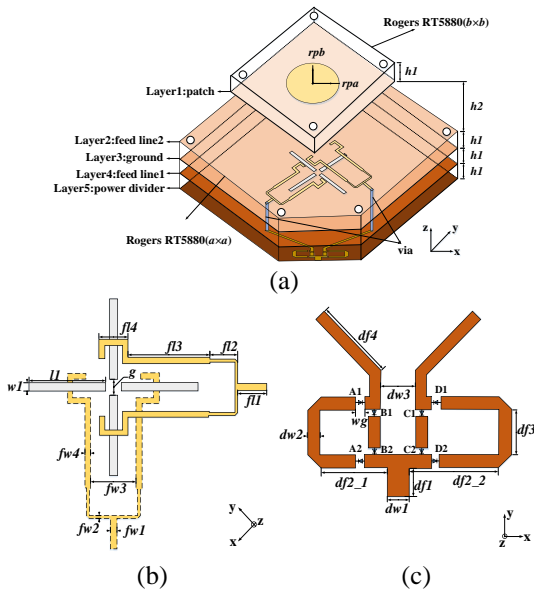 Rogers RT5880(b×b)
rpb
rpa
h1
Layer1:patch
h2
Layer2:feed line2
h1
Layer3:ground
h1
Layer4:feed line1
h1
Layer5:power divider
Rogers RT5880(a×a)
via
z
y
x
(a)
fl4
fl3
fl2
l1
g
w1
fl1
fw4
fw3
fw2
fw1
y
z
x
(b)
df4
A1
dw3
D1
wg
B1
C1
dw2
df3
A2
B2
C2
D2
df2_1
df1
df2_2
dw1
y
z
x
(c)